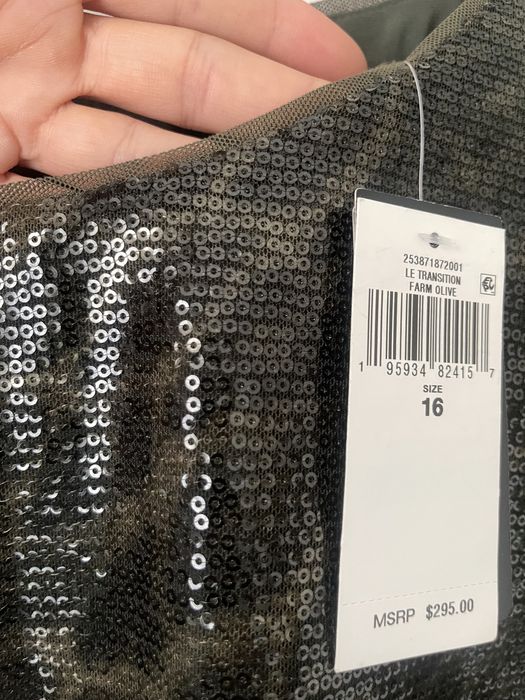 253871872001
LE TRANSITION
FARM OLIVE
1 95934 82415 7
SIZE
16
MSRP $295.00